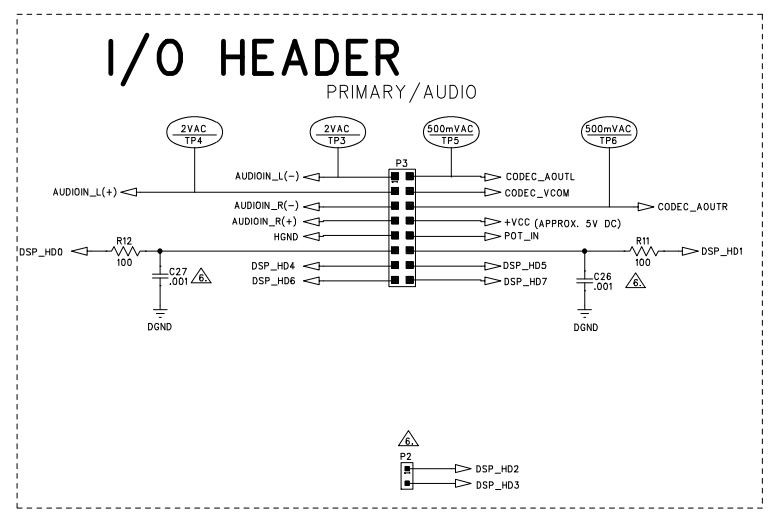 I/O HEADER
PRIMARY/AUDIO
2VAC
TP4
2VAC
TP3
500mVAC
TP5
500mVAC
TP6
P3
1
AUDIOIN_L(-)
CODEC_AOUTL
AUDIOIN_L(+)
CODEC_VCOM
AUDIOIN_R(-)
CODEC_AOUTR
AUDIOIN_R(+)
+VCC (APPROX. 5V DC)
HGND
POT_IN
DSP_HD0
R12
100
R11
100
DSP_HD1
DSP_HD4
DSP_HD5
C27
.001
6.
C26
.001
6.
DSP_HD6
DSP_HD7
DGND
DGND
6.
P2
1
DSP_HD2
DSP_HD3